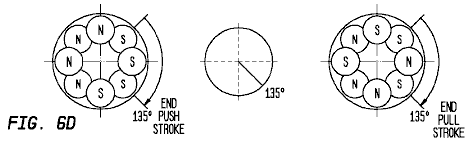 N
N S
N S
N S
S
135°
END
PUSH
STROKE
135°
S
N S
S S
N S
N
135°
END
PULL
STROKE
FIG. 6D